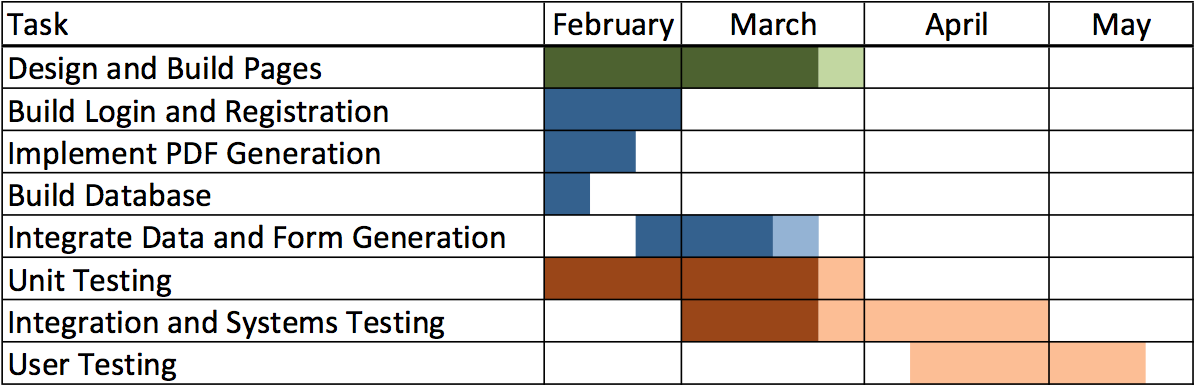 Task February March April May
Design and Build Pages
Build Login and Registration
Implement PDF Generation
Build Database
Integrate Data and Form Generation
Unit Testing
Integration and Systems Testing
User Testing